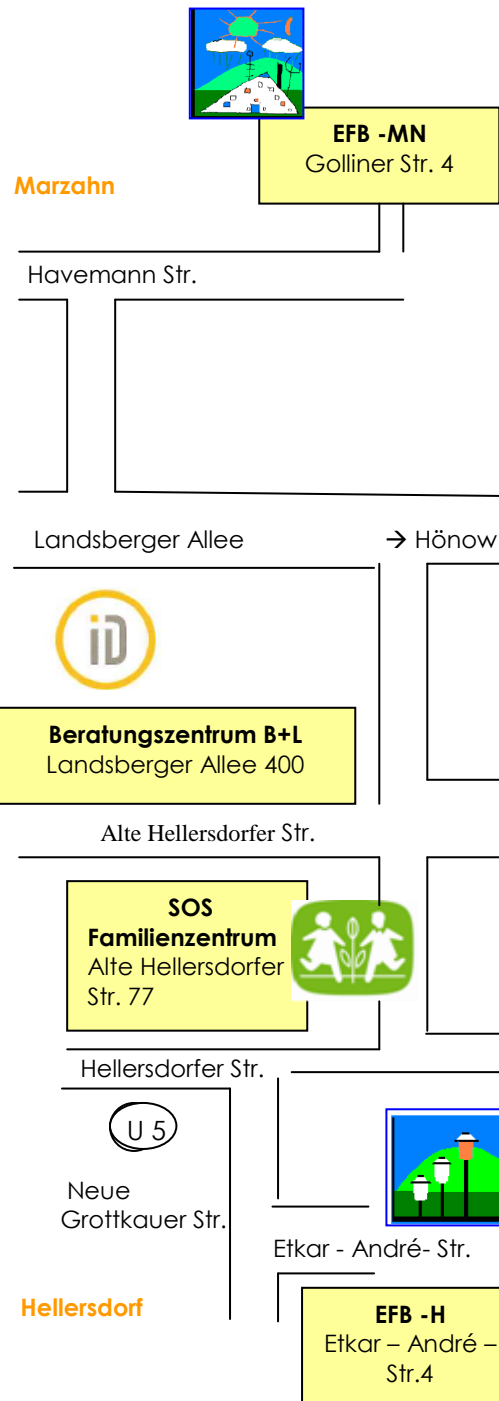 EFB -MN
Golliner Str. 4
Marzahn
Havemann Str.
Landsberger Allee
→ Hönow
iD
Beratungszentrum B+L
Landsberger Allee 400
Alte Hellersdorfer Str.
SOS
Familienzentrum
Alte Hellersdorfer
Str. 77
Hellersdorfer Str.
U 5
Neue
Grottkauer Str.
Etkar - André- Str.
Hellersdorf
EFB -H
Etkar – André –
Str.4